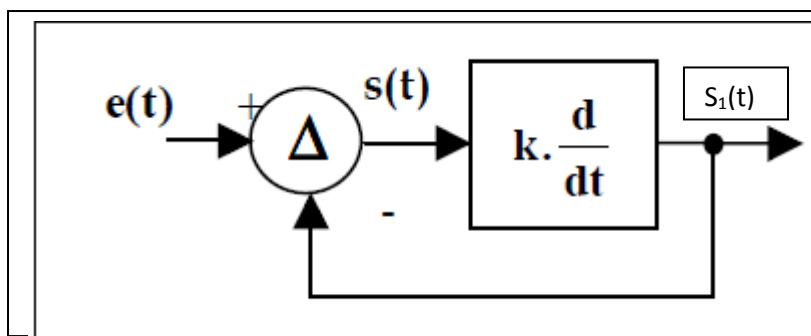 e(t)
+
Δ
s(t)
-
k. d/dt
S₁(t)